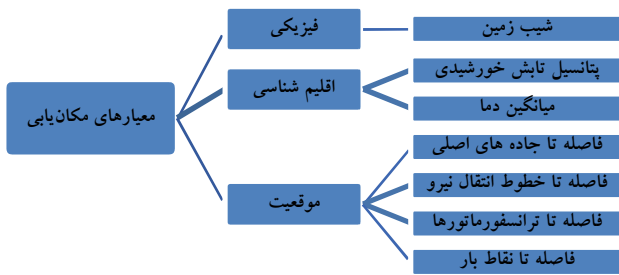 معیارهای مکان‌یابی
فیزیکی
شیب زمین
اقلیم شناسی
پتانسیل تابش خورشیدی
میانگین دما
موقعیت
فاصله تا جاده های اصلی
فاصله تا خطوط انتقال نیرو
فاصله تا ترانسفورماتورها
فاصله تا نقاط بار